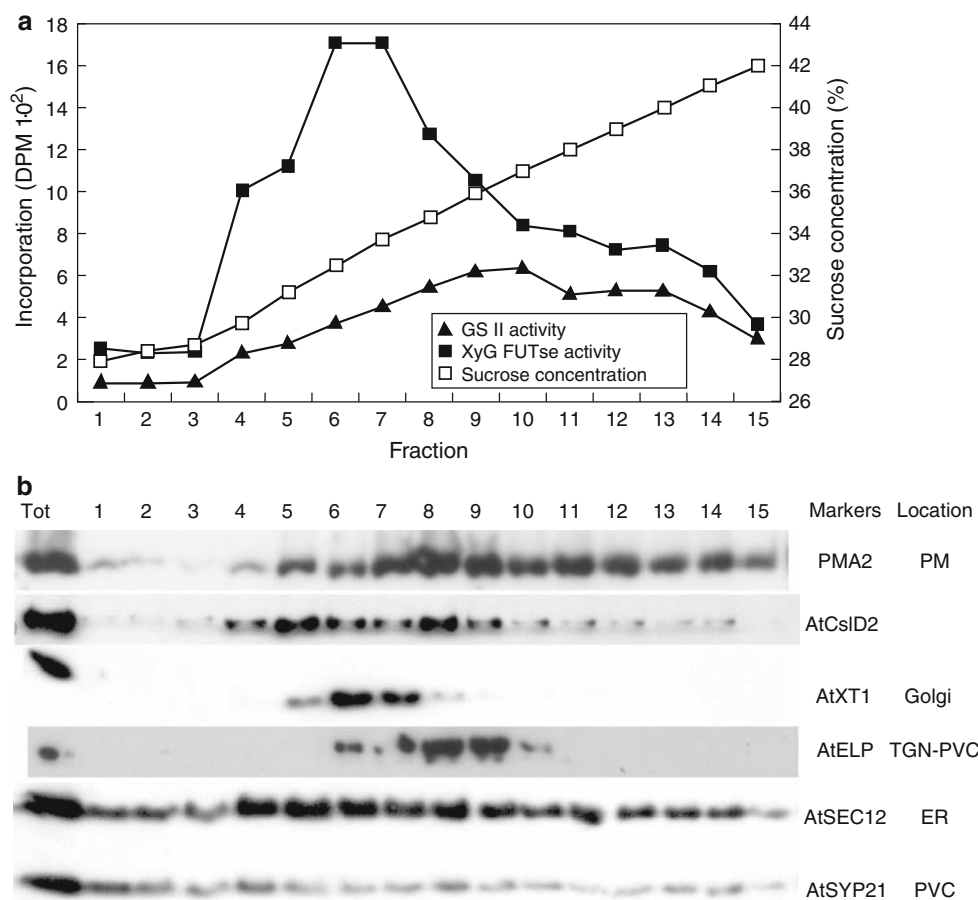 a
18
16
14
12
10
8
6
4
2
0
Incorporation (DPM 1·0²)
44
42
40
38
36
34
32
30
28
26
Sucrose concentration (%)
GS II activity
XyG FUTse activity
Sucrose concentration
1 2 3 4 5 6 7 8 9 10 11 12 13 14 15
Fraction
b
Tot 1 2 3 4 5 6 7 8 9 10 11 12 13 14 15 Markers Location
PMA2 PM
AtCslD2
AtXT1 Golgi
AtELP TGN-PVC
AtSEC12 ER
AtSYP21 PVC